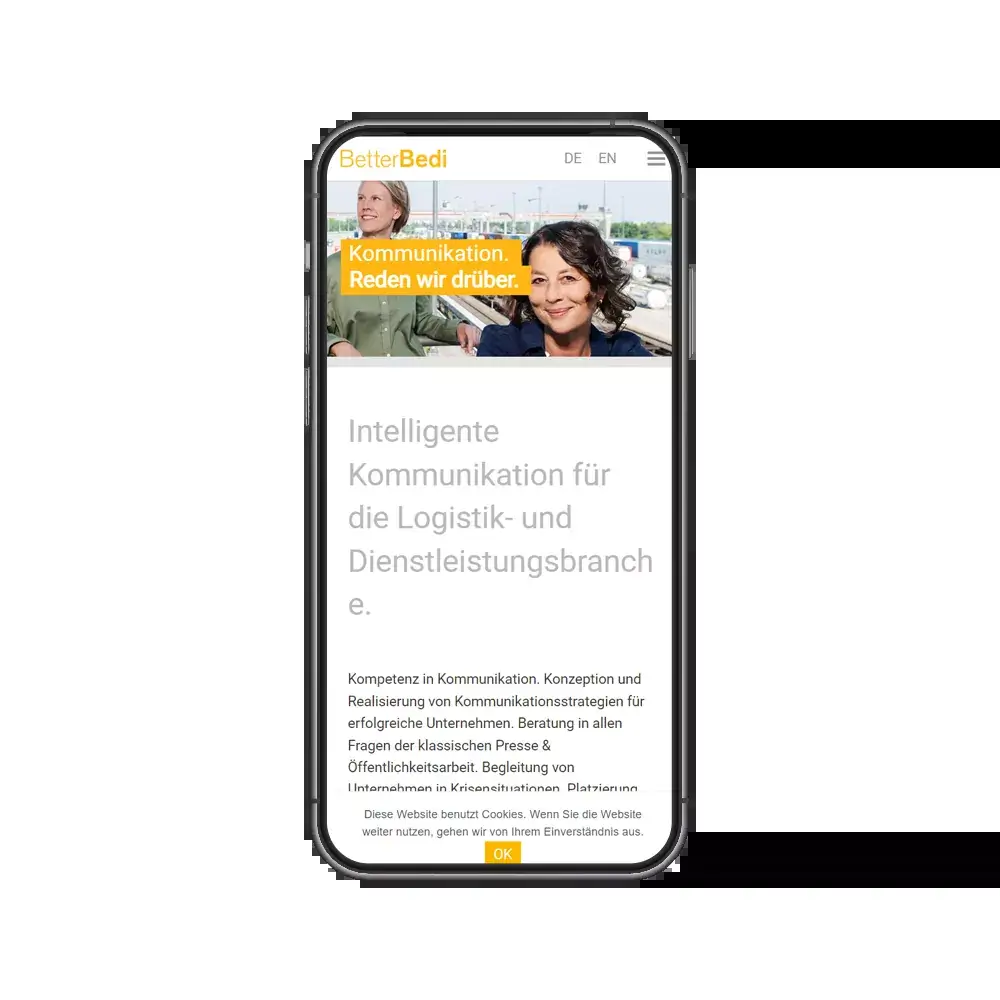 BetterBedi
DE EN
Kommunikation.
Reden wir drüber.
Intelligente
Kommunikation für
die Logistik- und
Dienstleistungsbranch
e.
Kompetenz in Kommunikation. Konzeption und
Realisierung von Kommunikationsstrategien für
erfolgreiche Unternehmen. Beratung in allen
Fragen der klassischen Presse &
Öffentlichkeitsarbeit. Begleitung von
Unternehmen in Krisensituationen. Platzierung
Diese Website benutzt Cookies. Wenn Sie die Website
weiter nutzen, gehen wir von Ihrem Einverständnis aus.
OK